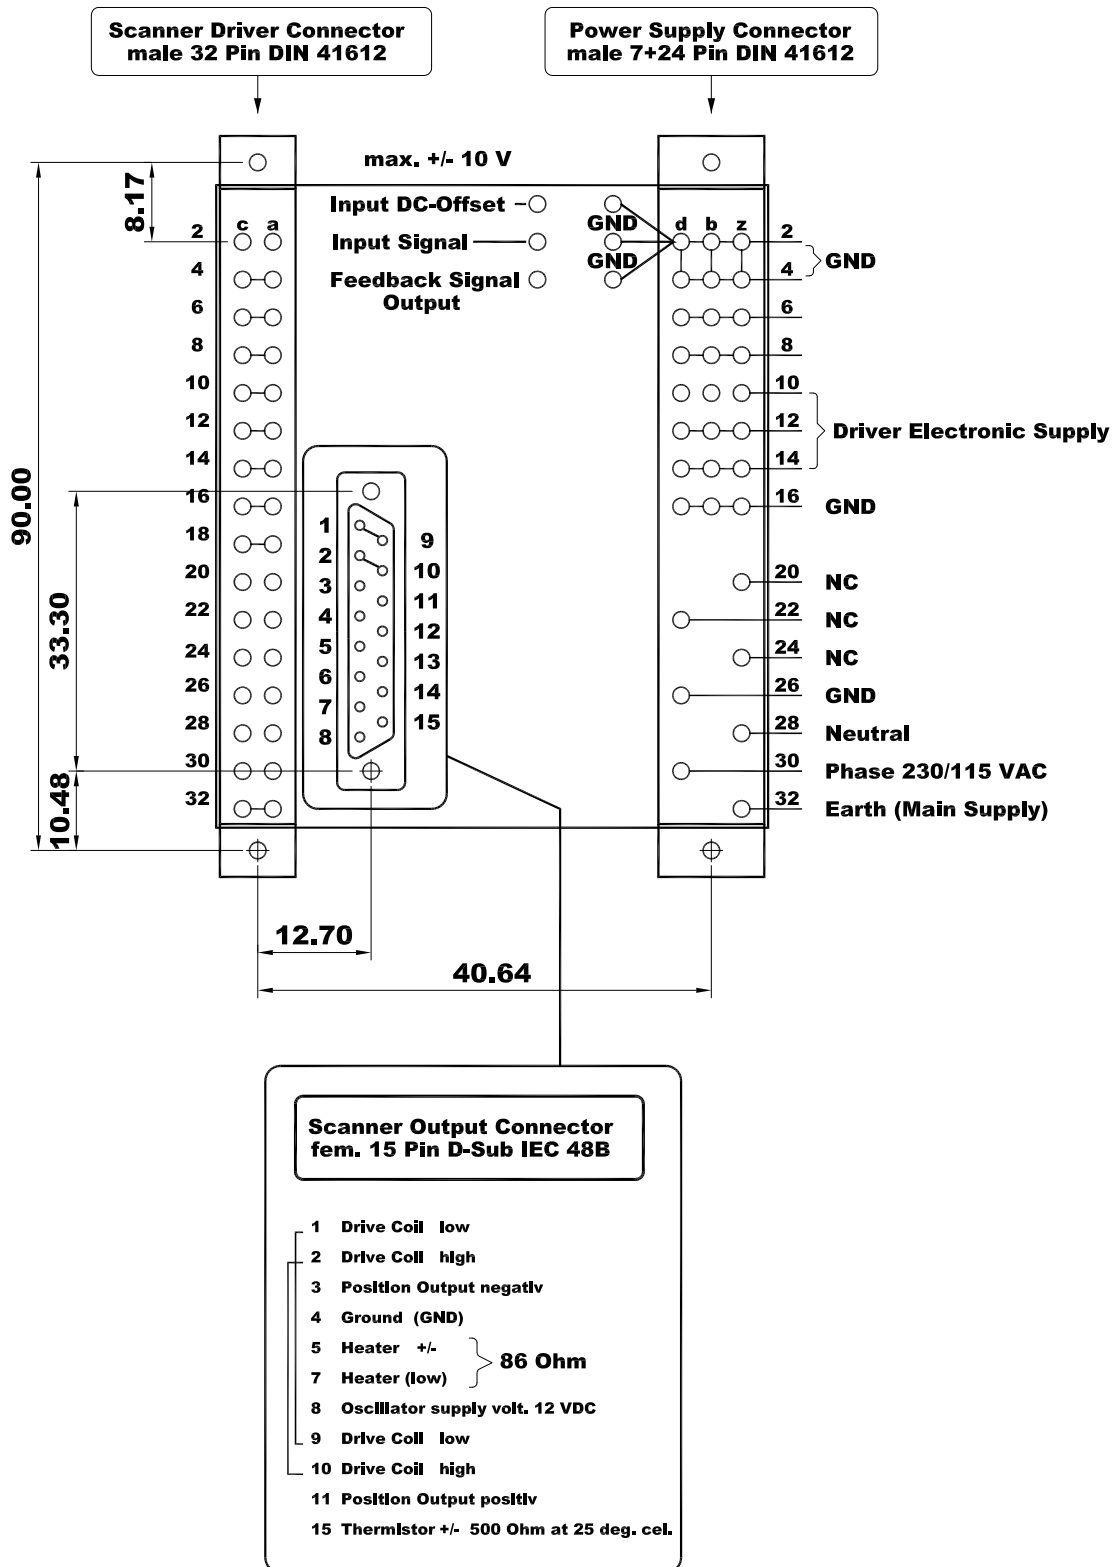 Scanner Driver Connector
male 32 Pin DIN 41612
Power Supply Connector
male 7+24 Pin DIN 41612
max. +/- 10 V
Input DC-Offset
Input Signal
Feedback Signal
Output
GND
GND
c a
2
4
6
8
10
12
14
16
18
20
22
24
26
28
30
32
d b z
2
4
GND
6
8
10
12
14
Driver Electronic Supply
16 GND
20 NC
22 NC
24 NC
26 GND
28 Neutral
30 Phase 230/115 VAC
32 Earth (Main Supply)
1
2
3
4
5
6
7
8
9
10
11
12
13
14
15
8.17
90.00
33.30
10.48
12.70
40.64
Scanner Output Connector
fem. 15 Pin D-Sub IEC 48B
1 Drive Coil low
2 Drive Coil high
3 Position Output negativ
4 Ground (GND)
5 Heater +/-
7 Heater (low)
86 Ohm
8 Oscillator supply volt. 12 VDC
9 Drive Coil low
10 Drive Coil high
11 Position Output positiv
15 Thermistor +/- 500 Ohm at 25 deg. cel.